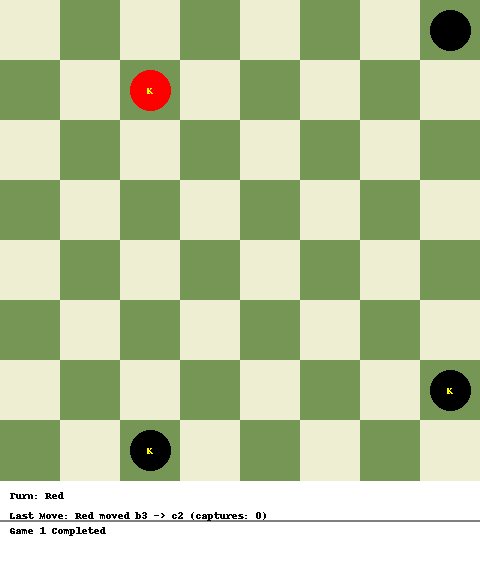 K
K
K
Turn: Red
Last Move: Red moved b3 -> c2 (captures: 0)
Game 1 Completed